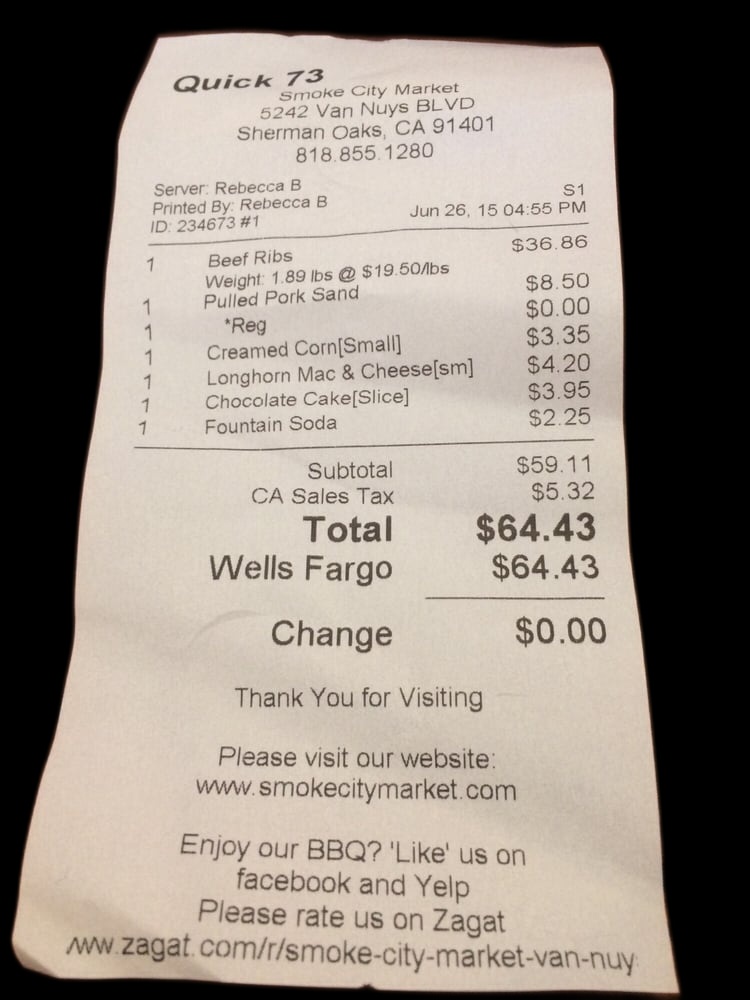 Quick 73
Smoke City Market
5242 Van Nuys BLVD
Sherman Oaks, CA 91401
818.855.1280
Server: Rebecca B
S1
Printed By: Rebecca B
Jun 26, 15 04:55 PM
ID: 234673 #1
1 Beef Ribs $36.86
Weight: 1.89 lbs @ $19.50/lbs
1 Pulled Pork Sand $8.50
1 *Reg $0.00
1 Creamed Corn[Small] $3.35
1 Longhorn Mac & Cheese[sm] $4.20
1 Chocolate Cake[Slice] $3.95
1 Fountain Soda $2.25
Subtotal $59.11
CA Sales Tax $5.32
Total $64.43
Wells Fargo $64.43
Change $0.00
Thank You for Visiting
Please visit our website:
www.smokecitymarket.com
Enjoy our BBQ? 'Like' us on
facebook and Yelp
Please rate us on Zagat
www.zagat.com/r/smoke-city-market-van-nuy